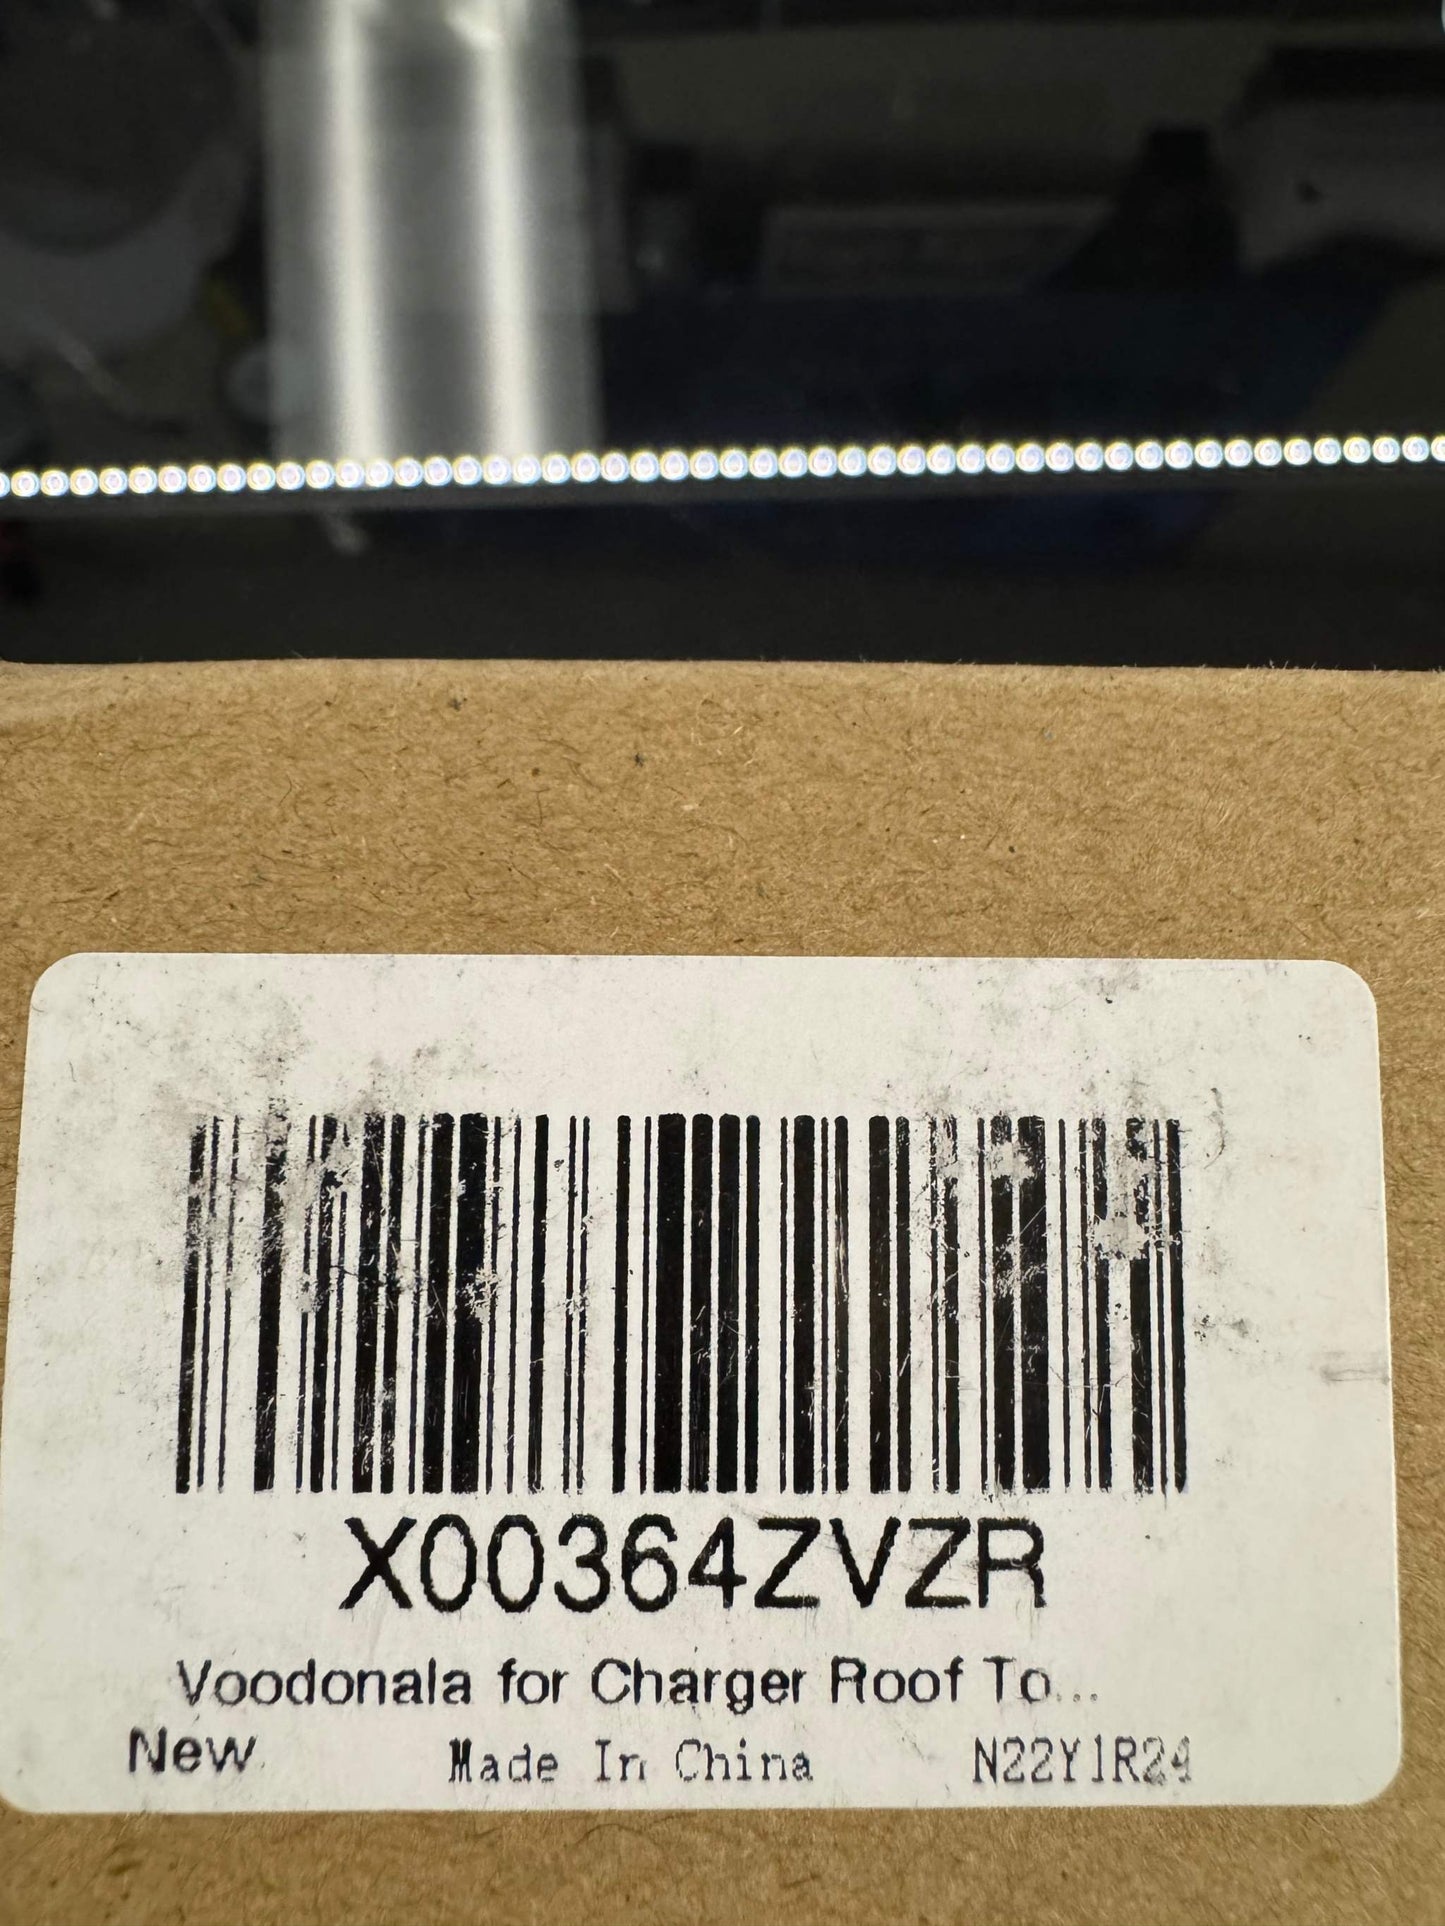 X00364ZVZR
Voodonala for Charger Roof To...
New
Made In China
N22Y1R24